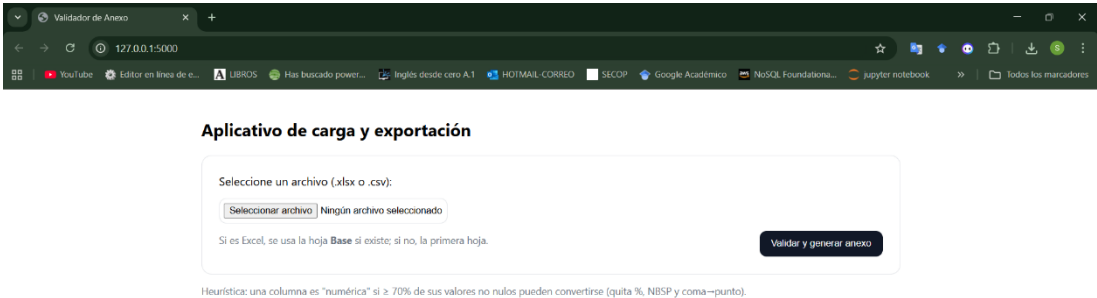 Validador de Anexo
127.0.0.1:5000
S
YouTube Editor en línea de e... LIBROS Has buscado power... Inglés desde cero A.1 HOTMAIL-CORREO SECOP Google Académico NoSQL Foundationa... jupyter notebook » Todos los marcadores
Aplicativo de carga y exportación
Seleccione un archivo (.xlsx o .csv):
Seleccionar archivo Ningún archivo seleccionado
Si es Excel, se usa la hoja Base si existe; si no, la primera hoja.
Validar y generar anexo
Heurística: una columna es "numérica" si ≥ 70% de sus valores no nulos pueden convertirse (quita %, NBSP y coma→punto).